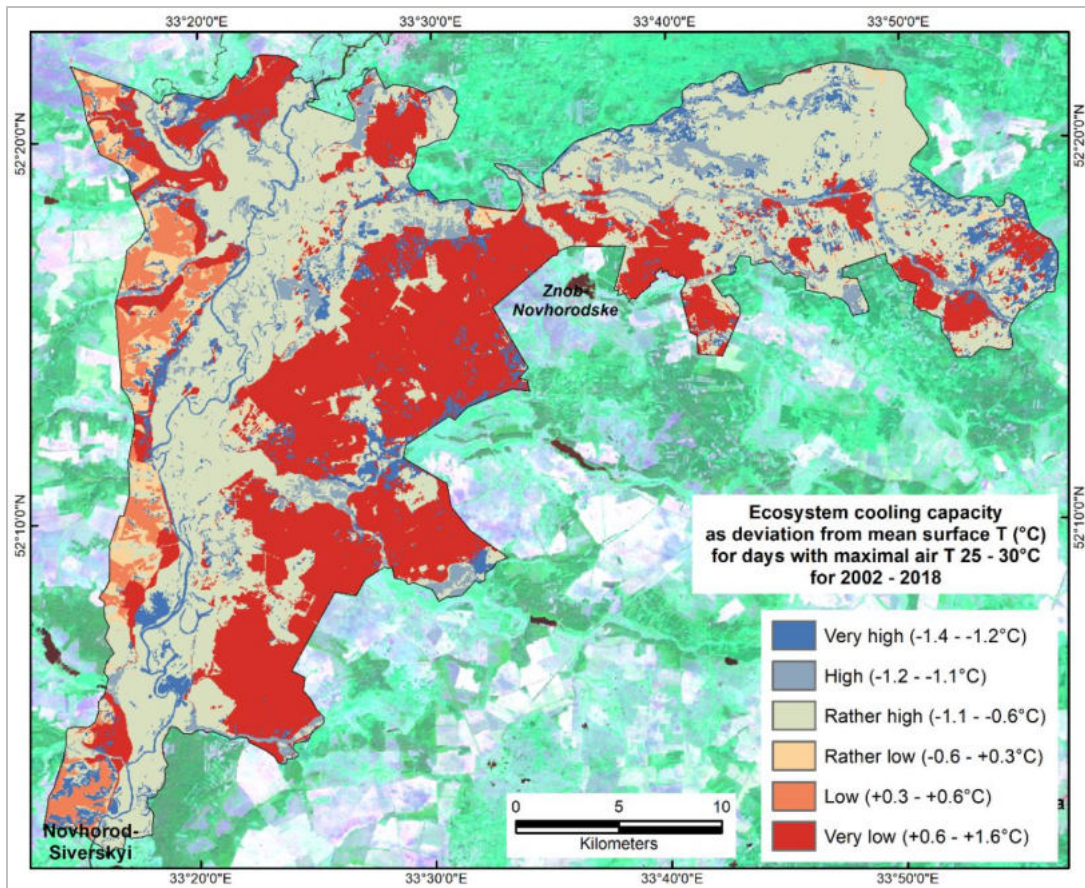 33°20'0"E 33°30'0"E 33°40'0"E 33°50'0"E
52°20'0"N 52°20'0"N
Znob-
Novhorodske
52°10'0"N 52°10'0"N
Ecosystem cooling capacity
as deviation from mean surface T (°C)
for days with maximal air T 25 - 30°C
for 2002 - 2018
Very high (-1.4 - -1.2°C)
High (-1.2 - -1.1°C)
Rather high (-1.1 - -0.6°C)
Rather low (-0.6 - +0.3°C)
Low (+0.3 - +0.6°C)
Very low (+0.6 - +1.6°C)
a
0 5 10
Kilometers
Novhorod-
Siverskyi
33°20'0"E 33°30'0"E 33°40'0"E 33°50'0"E